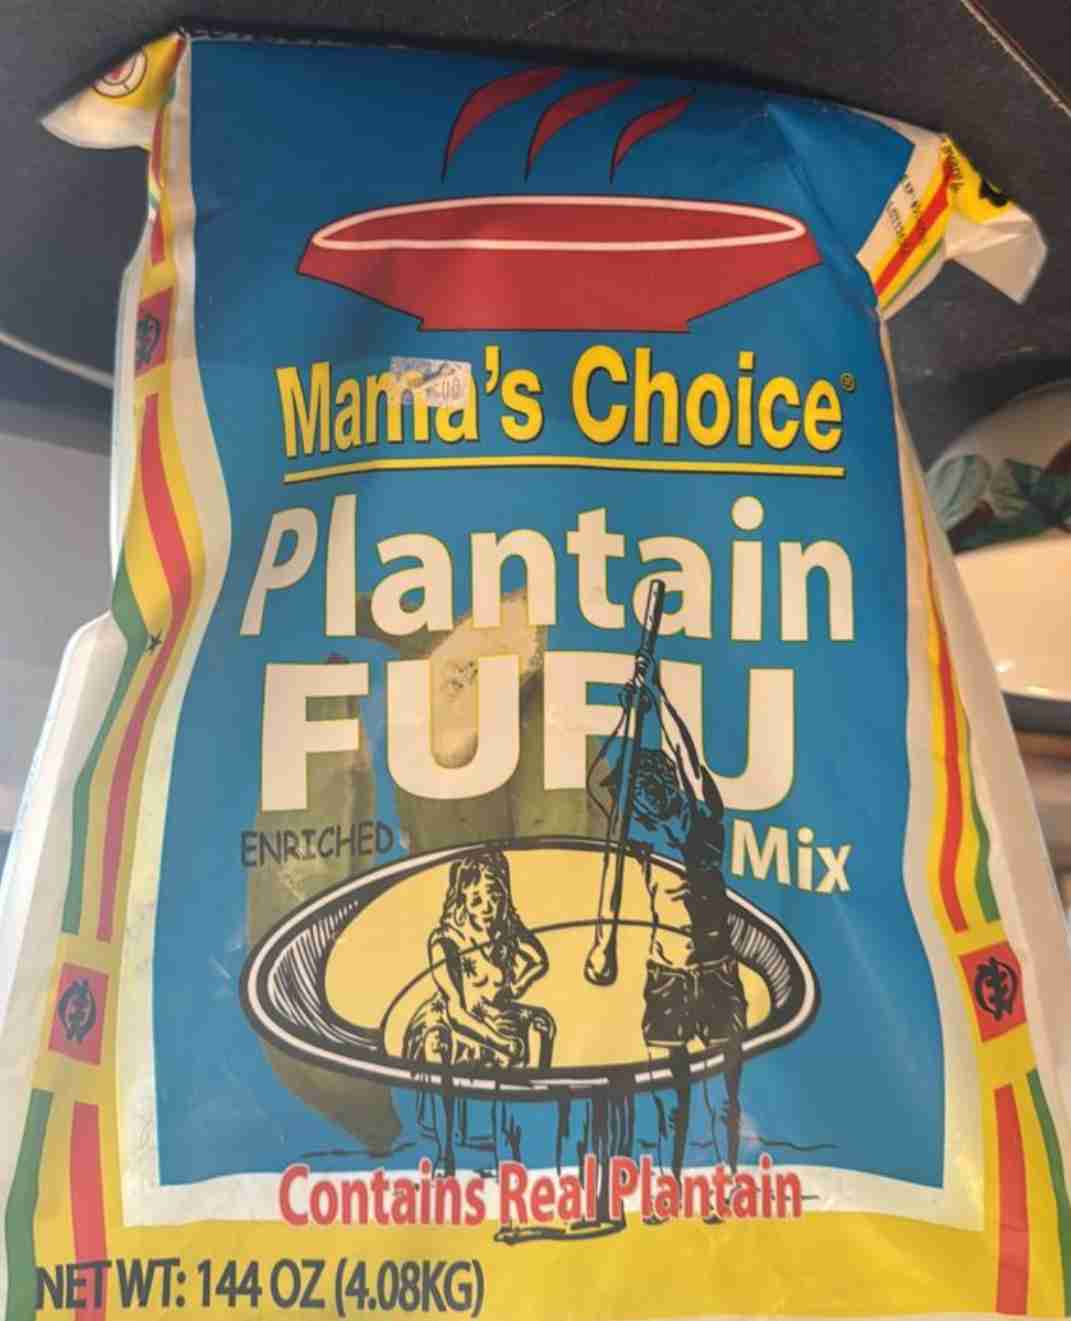 Mama's Choice®
Plantain
FUFU
ENRICHED
Mix
Contains Real Plantain
NET WT: 144 OZ (4.08KG)